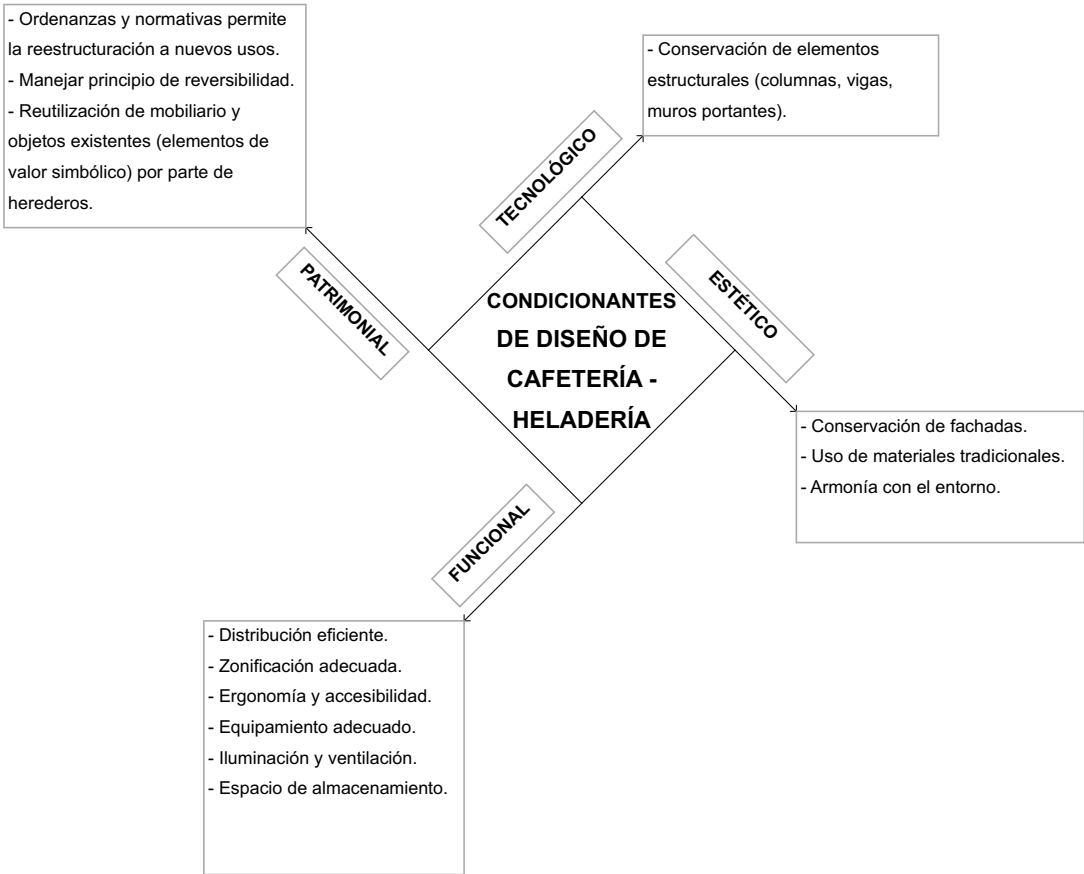 - Ordenanzas y normativas permite
la reestructuración a nuevos usos.
- Manejar principio de reversibilidad.
- Reutilización de mobiliario y
objetos existentes (elementos de
valor simbólico) por parte de
herederos.
- Conservación de elementos
estructurales (columnas, vigas,
muros portantes).
TECNOLÓGICO
PATRIMONIAL
ESTÉTICO
CONDICIONANTES
DE DISEÑO DE
CAFETERÍA -
HELADERÍA
- Conservación de fachadas.
- Uso de materiales tradicionales.
- Armonía con el entorno.
FUNCIONAL
- Distribución eficiente.
- Zonificación adecuada.
- Ergonomía y accesibilidad.
- Equipamiento adecuado.
- Iluminación y ventilación.
- Espacio de almacenamiento.